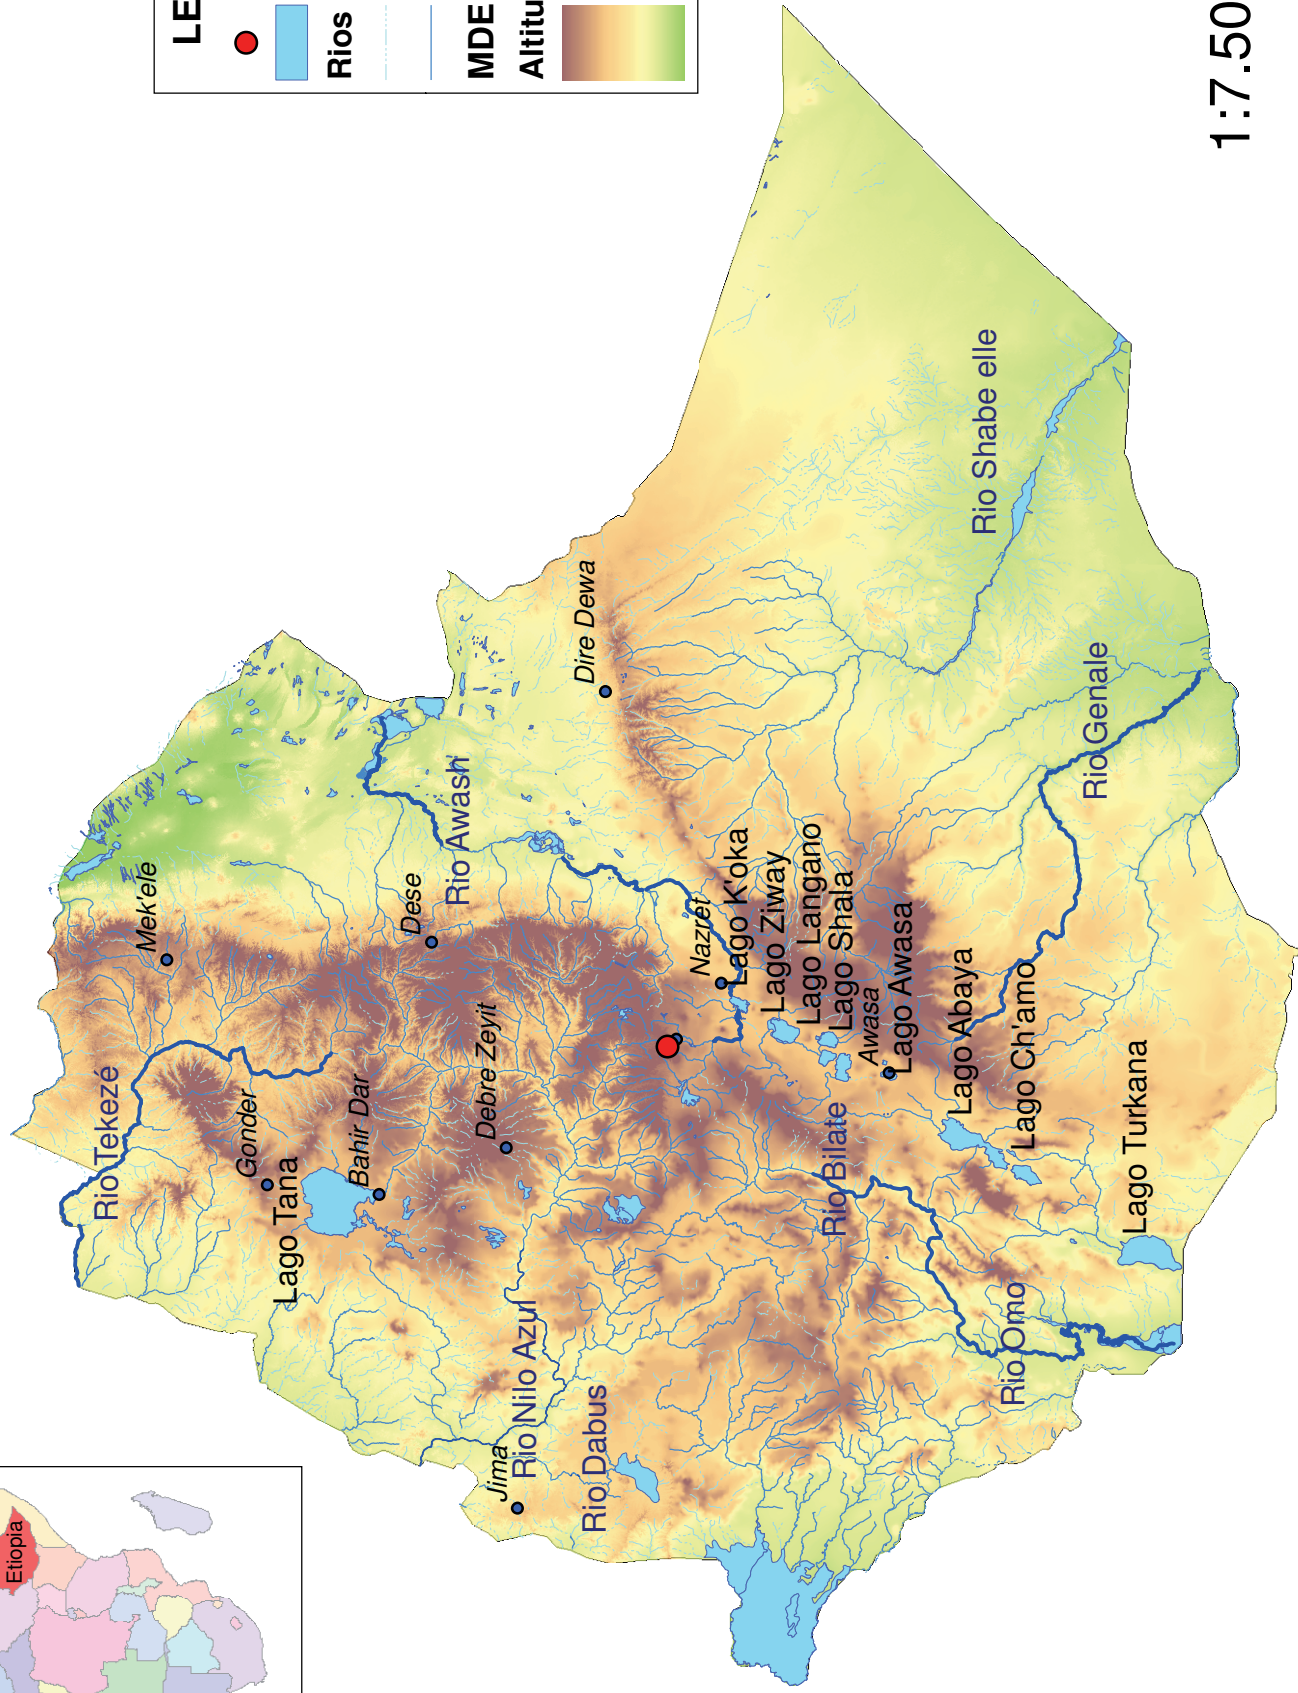 LE
Rios
MDE
Altitu
1:7.50
Etiopia
Mek'ele
Rio Tekezé
Gonder
Lago Tana
Bahir Dar
Dese
Rio Awash
Debre Zeyit
Jima
Rio Nilo Azul
Rio Dabus
Dire Dewa
Nazret
Lago K'oka
Lago Ziway
Lago Langano
Lago Shala
Awasa
Lago Awasa
Rio Bilate
Lago Abaya
Lago Ch'amo
Rio Shabe elle
Rio Genale
Rio Omo
Lago Turkana